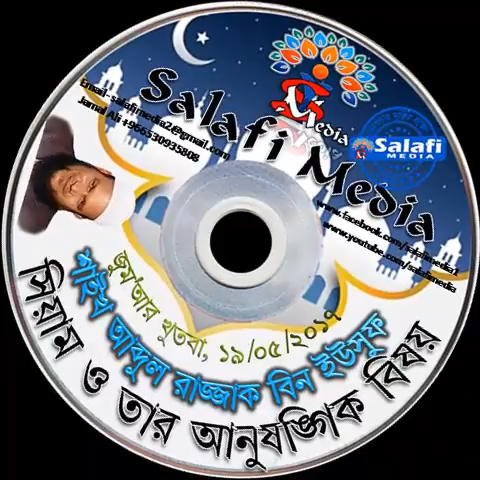 Salafi Media
Email- salafimedia2@gmail.com
Jamal Ali +966530935808
Media
Salafi
MEDIA
www.facebook.com/salafimedia1
www.youtube.com/salafimedia
জুম'আর খুতবা, ১৯/০৫/২০১৭
শাইখ আব্দুল রাজ্জাক বিন ইউসুফ
সিয়াম ও তার আনুষঙ্গিক বিষয়